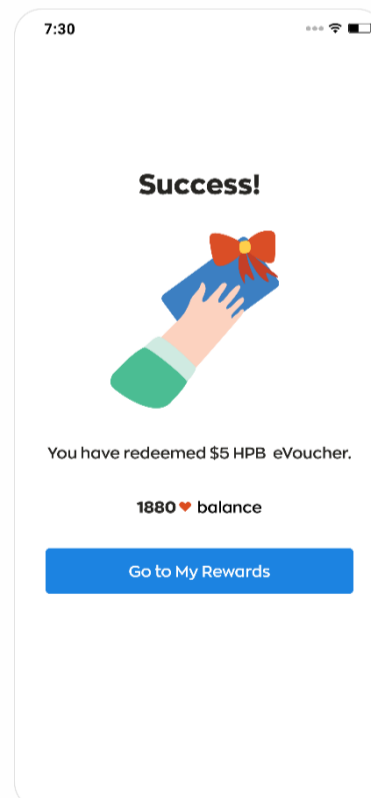 7:30
Success!
You have redeemed $5 HPB eVoucher.
1880 ❤ balance
Go to My Rewards